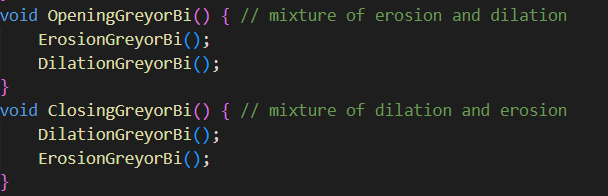 void OpeningGreyorBi() { // mixture of erosion and dilation
    ErosionGreyorBi();
    DilationGreyorBi();
}
void ClosingGreyorBi() { // mixture of dilation and erosion
    DilationGreyorBi();
    ErosionGreyorBi();
}